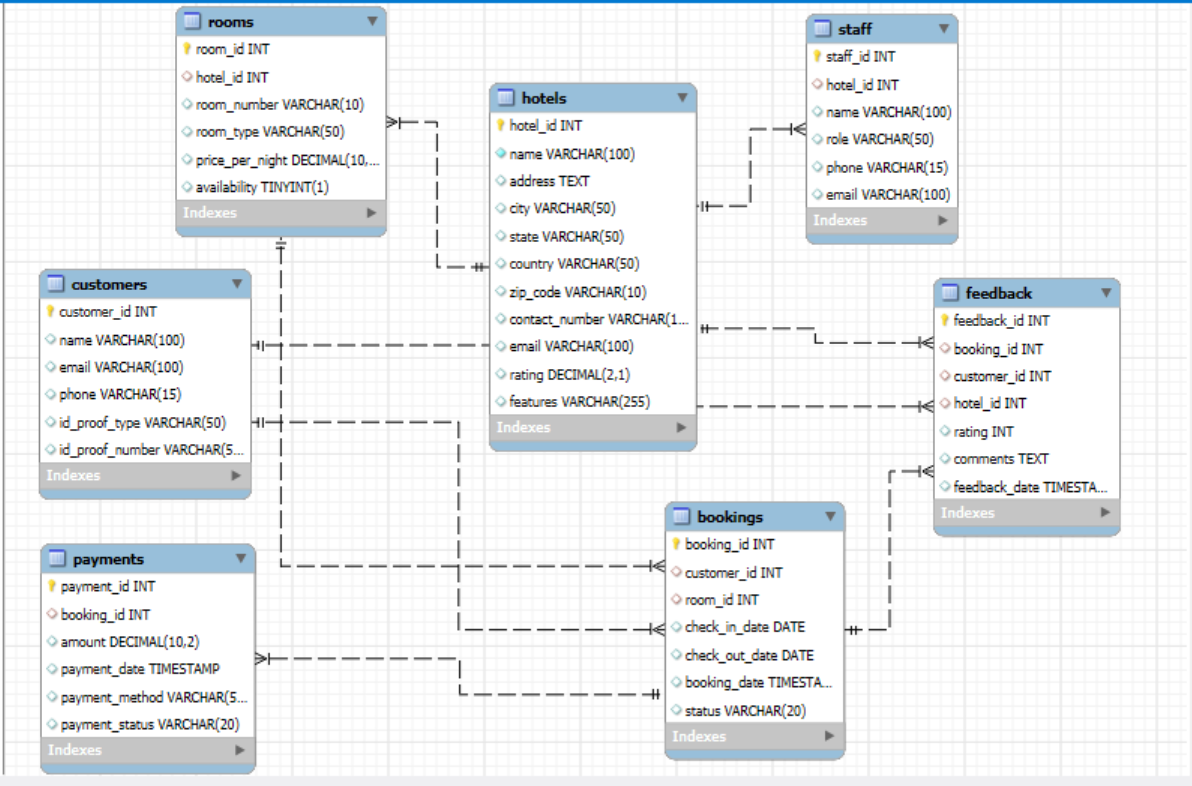 rooms
room_id INT
hotel_id INT
room_number VARCHAR(10)
room_type VARCHAR(50)
price_per_night DECIMAL(10,...
availability TINYINT(1)
Indexes
staff
staff_id INT
hotel_id INT
name VARCHAR(100)
role VARCHAR(50)
phone VARCHAR(15)
email VARCHAR(100)
Indexes
hotels
hotel_id INT
name VARCHAR(100)
address TEXT
city VARCHAR(50)
state VARCHAR(50)
country VARCHAR(50)
zip_code VARCHAR(10)
contact_number VARCHAR(1...
email VARCHAR(100)
rating DECIMAL(2,1)
features VARCHAR(255)
Indexes
customers
customer_id INT
name VARCHAR(100)
email VARCHAR(100)
phone VARCHAR(15)
id_proof_type VARCHAR(50)
id_proof_number VARCHAR(5...
Indexes
feedback
feedback_id INT
booking_id INT
customer_id INT
hotel_id INT
rating INT
comments TEXT
feedback_date TIMESTA...
Indexes
bookings
booking_id INT
customer_id INT
room_id INT
check_in_date DATE
check_out_date DATE
booking_date TIMESTA...
status VARCHAR(20)
Indexes
payments
payment_id INT
booking_id INT
amount DECIMAL(10,2)
payment_date TIMESTAMP
payment_method VARCHAR(5...
payment_status VARCHAR(20)
Indexes